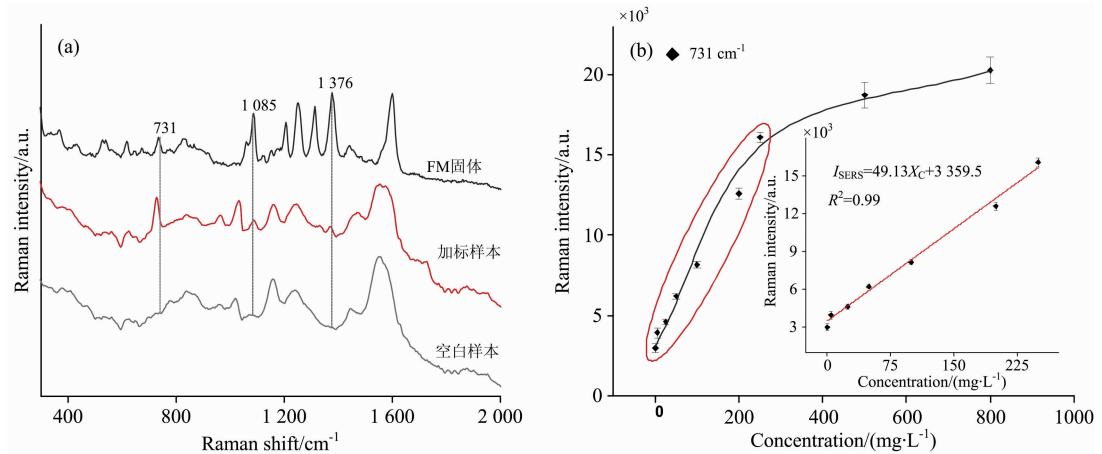 (a)
731
1 085
1 376
FM固体
加标样本
空白样本
Raman intensity/a.u.
400
800
1 200
1 600
2 000
Raman shift/cm⁻¹
×10³
(b)
◆ 731 cm⁻¹
20
15
10
5
0
Raman intensity/a.u.
0
200
400
600
800
1000
Concentration/(mg·L⁻¹)
×10³
I_SERS=49.13X_C+3 359.5
R²=0.99
15
12
9
6
3
Raman intensity/a.u.
0
75
150
225
Concentration/(mg·L⁻¹)